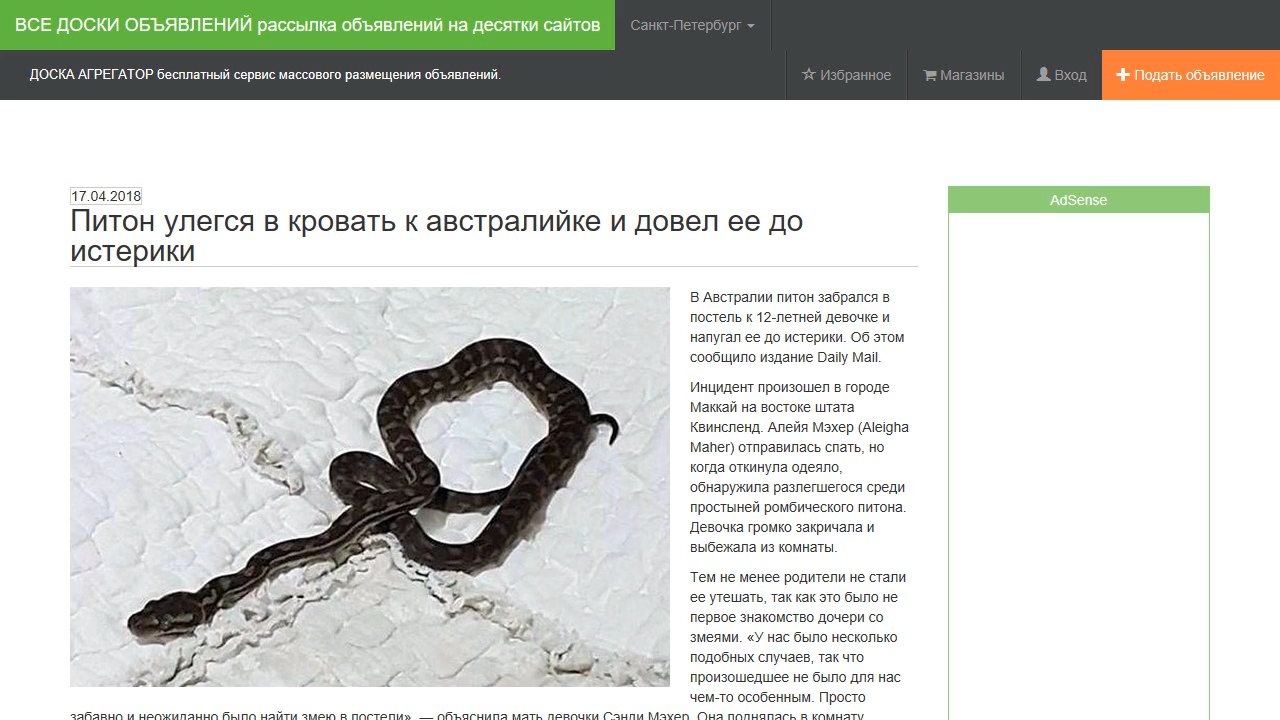 ВСЕ ДОСКИ ОБЪЯВЛЕНИЙ рассылка объявлений на десятки сайтов
Санкт-Петербург
ДОСКА АГРЕГАТОР бесплатный сервис массового размещения объявлений.
Избранное
Магазины
Вход
Подать объявление
17.04.2018
Питон улегся в кровать к австралийке и довел ее до
истерики
AdSense
В Австралии питон забрался в
постель к 12-летней девочке и
напугал ее до истерики. Об этом
сообщило издание Daily Mail.
Инцидент произошел в городе
Маккай на востоке штата
Квинсленд. Алейя Мэхер (Aleigha
Maher) отправилась спать, но
когда откинула одеяло,
обнаружила разлегшегося среди
простыней ромбического питона.
Девочка громко закричала и
выбежала из комнаты.
Тем не менее родители не стали
ее утешать, так как это было не
первое знакомство дочери со
змеями. «У нас было несколько
подобных случаев, так что
произошедшее не было для нас
чем-то особенным. Просто
забавно и неожиданно было найти змею в постели», — объяснила мать девочки Сэнди Мэхер. Она поднялась в комнату